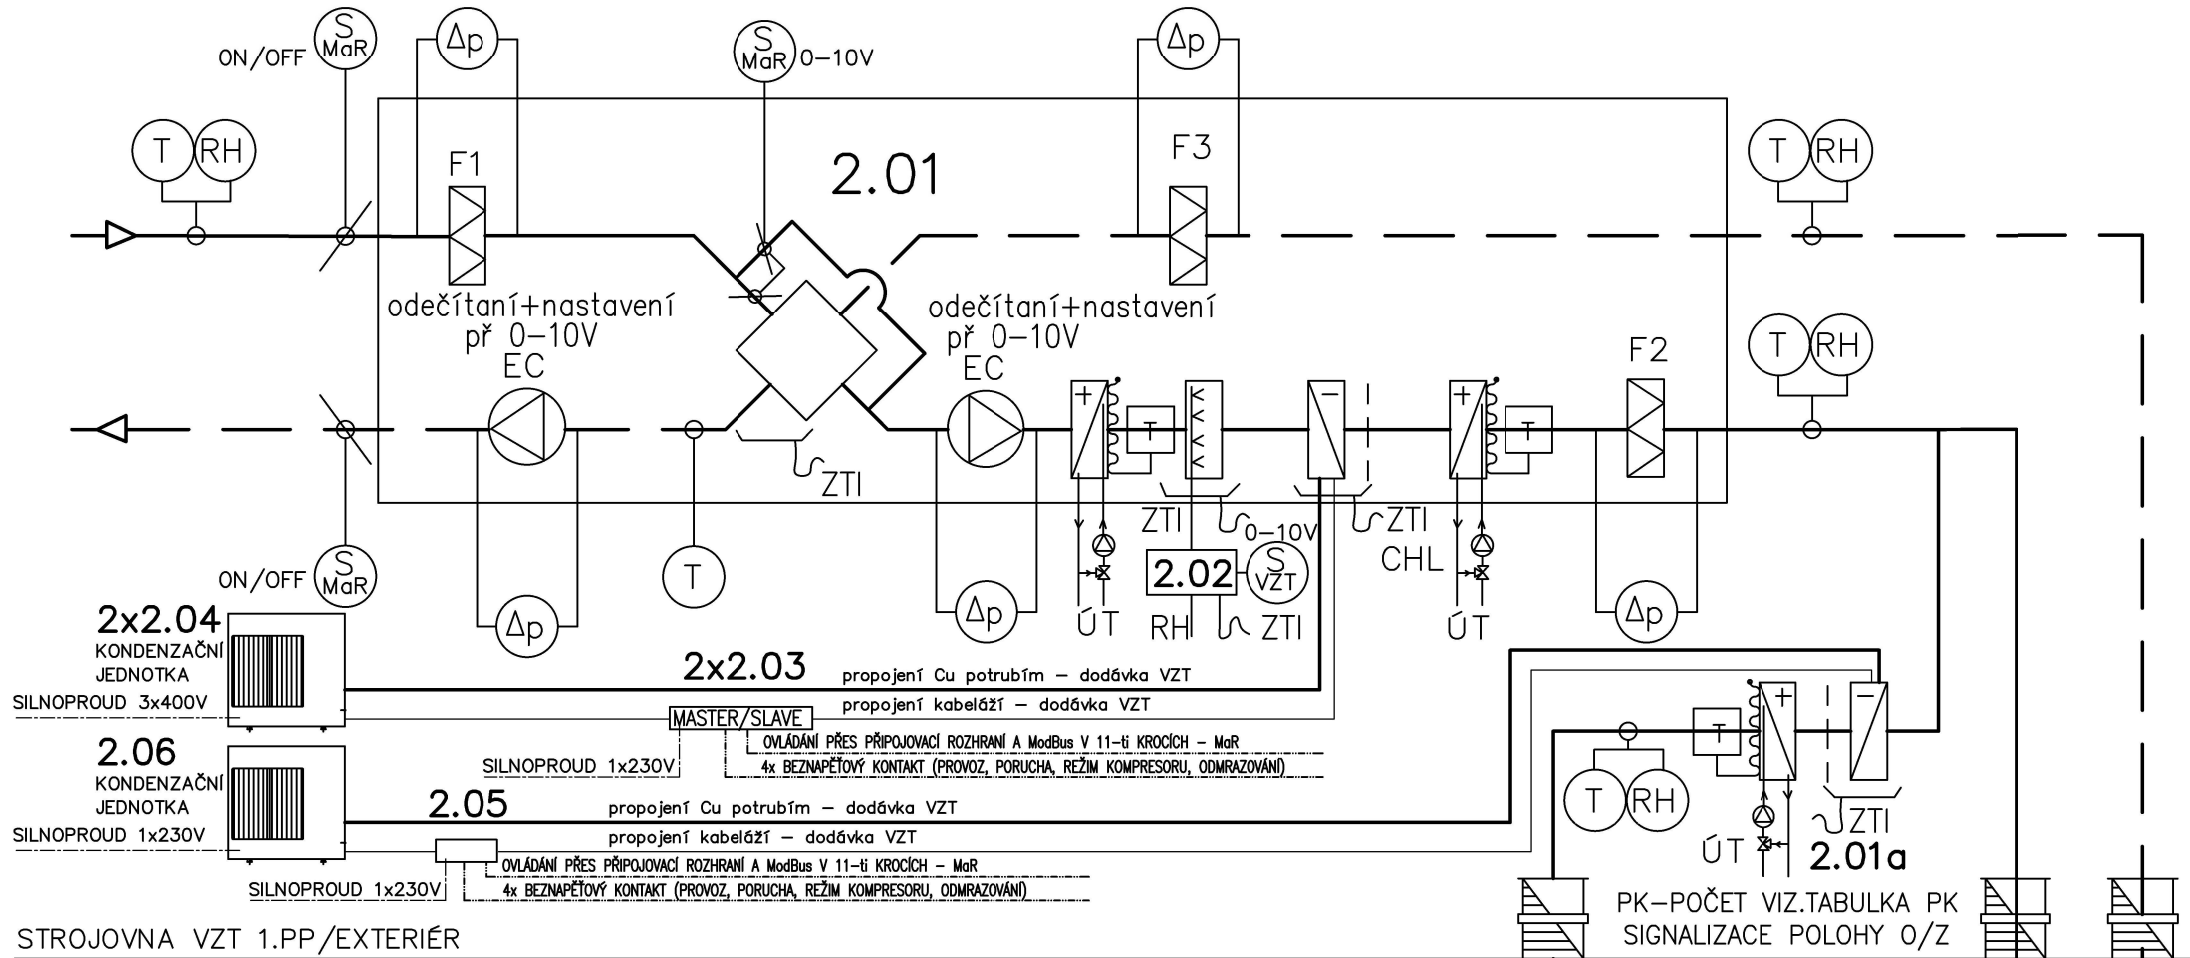 S
MaR
ON/OFF
Δp
S
MaR
0-10V
Δp
T
RH
F1
2.01
F3
T
RH
odečítaní+nastavení
př 0-10V
EC
odečítaní+nastavení
př 0-10V
EC
T
RH
F2
+
T
-
+
T
ZTI
ZTI
0-10V
ZTI
CHL
S
MaR
ON/OFF
T
Δp
Δp
ÚT
2.02
S
VZT
RH
ZTI
ÚT
Δp
2x2.04
KONDENZAČNÍ
JEDNOTKA
SILNOPROUD 3x400V
2x2.03
propojení Cu potrubím - dodávka VZT
propojení kabeláží - dodávka VZT
MASTER/SLAVE
OVLÁDÁNÍ PŘES PŘIPOJOVACÍ ROZHRANÍ A ModBus V 11-ti KROCÍCH - MaR
SILNOPROUD 1x230V
4x BEZNAPĚŤOVÝ KONTAKT (PROVOZ, PORUCHA, REŽIM KOMPRESORU, ODMRAZOVÁNÍ)
2.06
KONDENZAČNÍ
JEDNOTKA
SILNOPROUD 1x230V
2.05
propojení Cu potrubím - dodávka VZT
propojení kabeláží - dodávka VZT
OVLÁDÁNÍ PŘES PŘIPOJOVACÍ ROZHRANÍ A ModBus V 11-ti KROCÍCH - MaR
SILNOPROUD 1x230V
4x BEZNAPĚŤOVÝ KONTAKT (PROVOZ, PORUCHA, REŽIM KOMPRESORU, ODMRAZOVÁNÍ)
T
+
-
T
RH
ÚT
ZTI
2.01a
PK-POČET VIZ.TABULKA PK
SIGNALIZACE POLOHY O/Z
STROJOVNA VZT 1.PP/EXTERIÉR